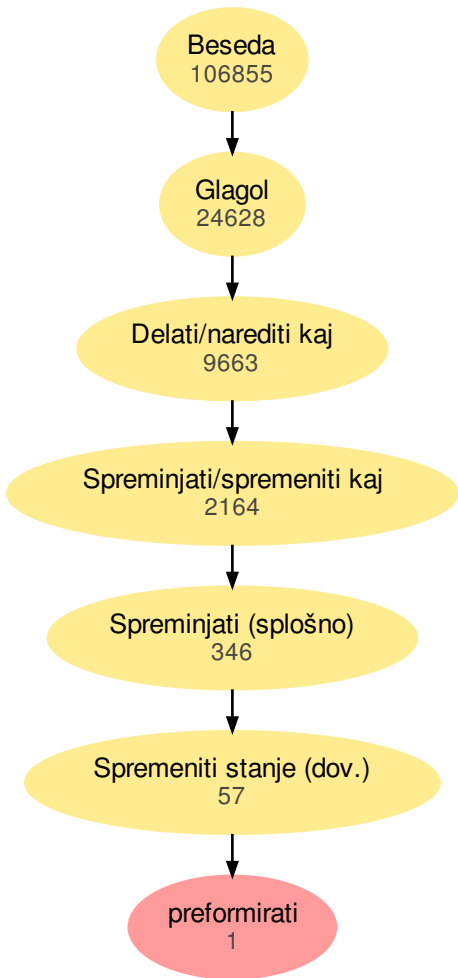 Beseda
106855
Glagol
24628
Delati/narediti kaj
9663
Spreminjati/spremeniti kaj
2164
Spreminjati (splošno)
346
Spremeniti stanje (dov.)
57
preformirati
1